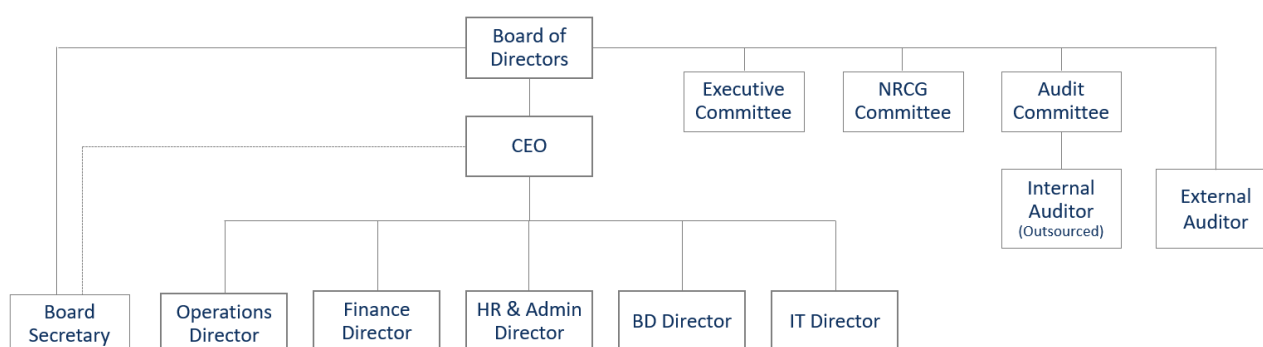 Board of
Directors
Executive
Committee
NRCG
Committee
Audit
Committee
CEO
Internal
Auditor
(Outsourced)
External
Auditor
Board
Secretary
Operations
Director
Finance
Director
HR & Admin
Director
BD Director
IT Director